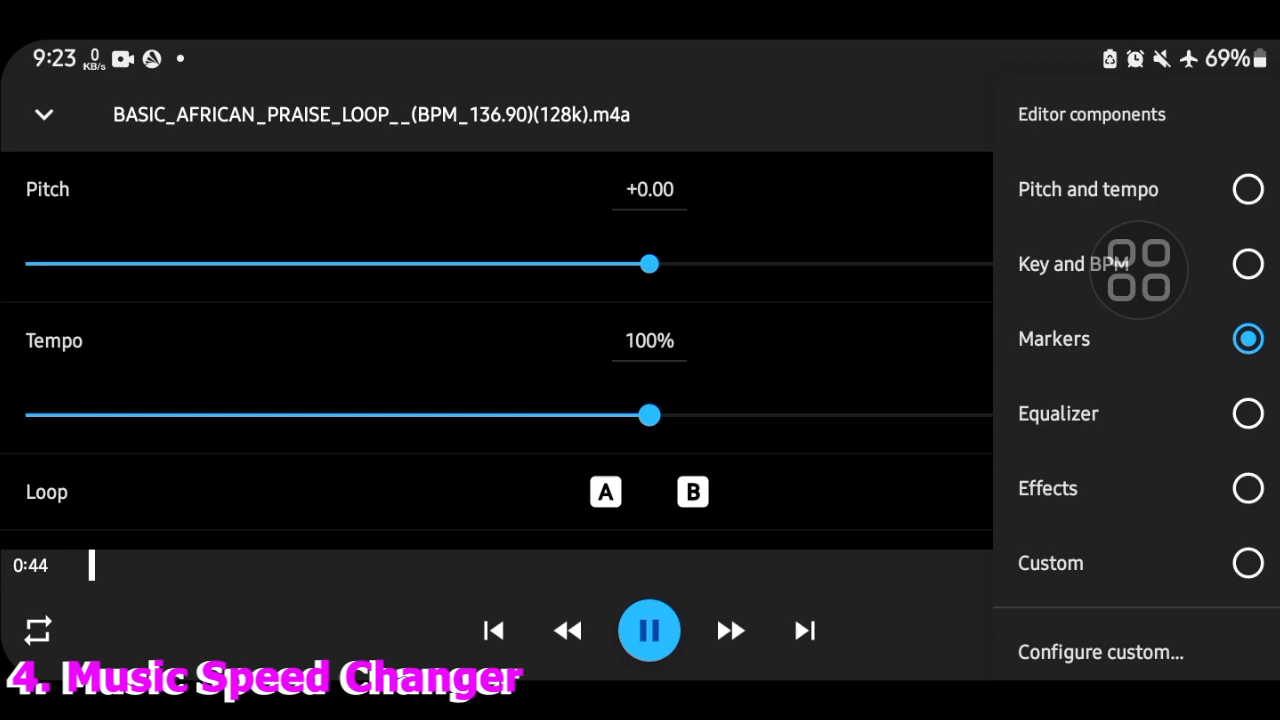 9:23 0 KB/s 69%
BASIC_AFRICAN_PRAISE_LOOP__(BPM_136.90)(128k).m4a
Pitch +0.00
Tempo 100%
Loop A B
0:44
Editor components
Pitch and tempo
Key and BPM
Markers
Equalizer
Effects
Custom
Configure custom...
4. Music Speed Changer